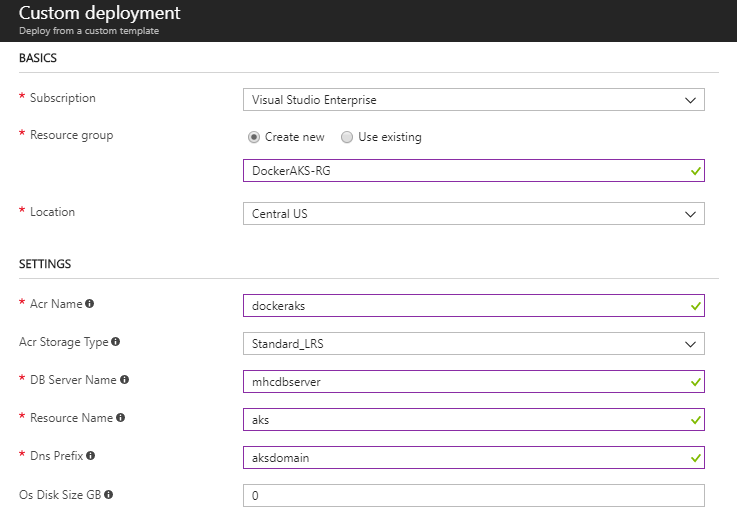 Custom deployment
Deploy from a custom template
BASICS
* Subscription Visual Studio Enterprise
* Resource group Create new Use existing
DockerAKS-RG
* Location Central US
SETTINGS
* Acr Name dockeraks
Acr Storage Type Standard_LRS
* DB Server Name mhcdbserver
* Resource Name aks
* Dns Prefix aksdomain
Os Disk Size GB 0